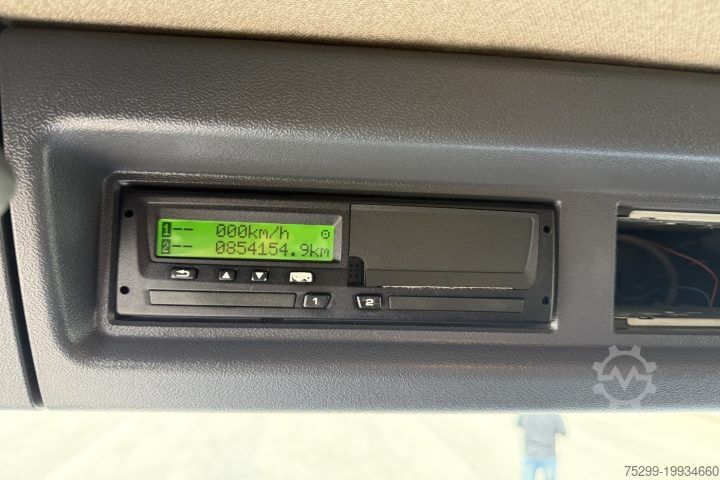 1-- 000km/h
2-- 0854154.9km
1 2
75299-19934660